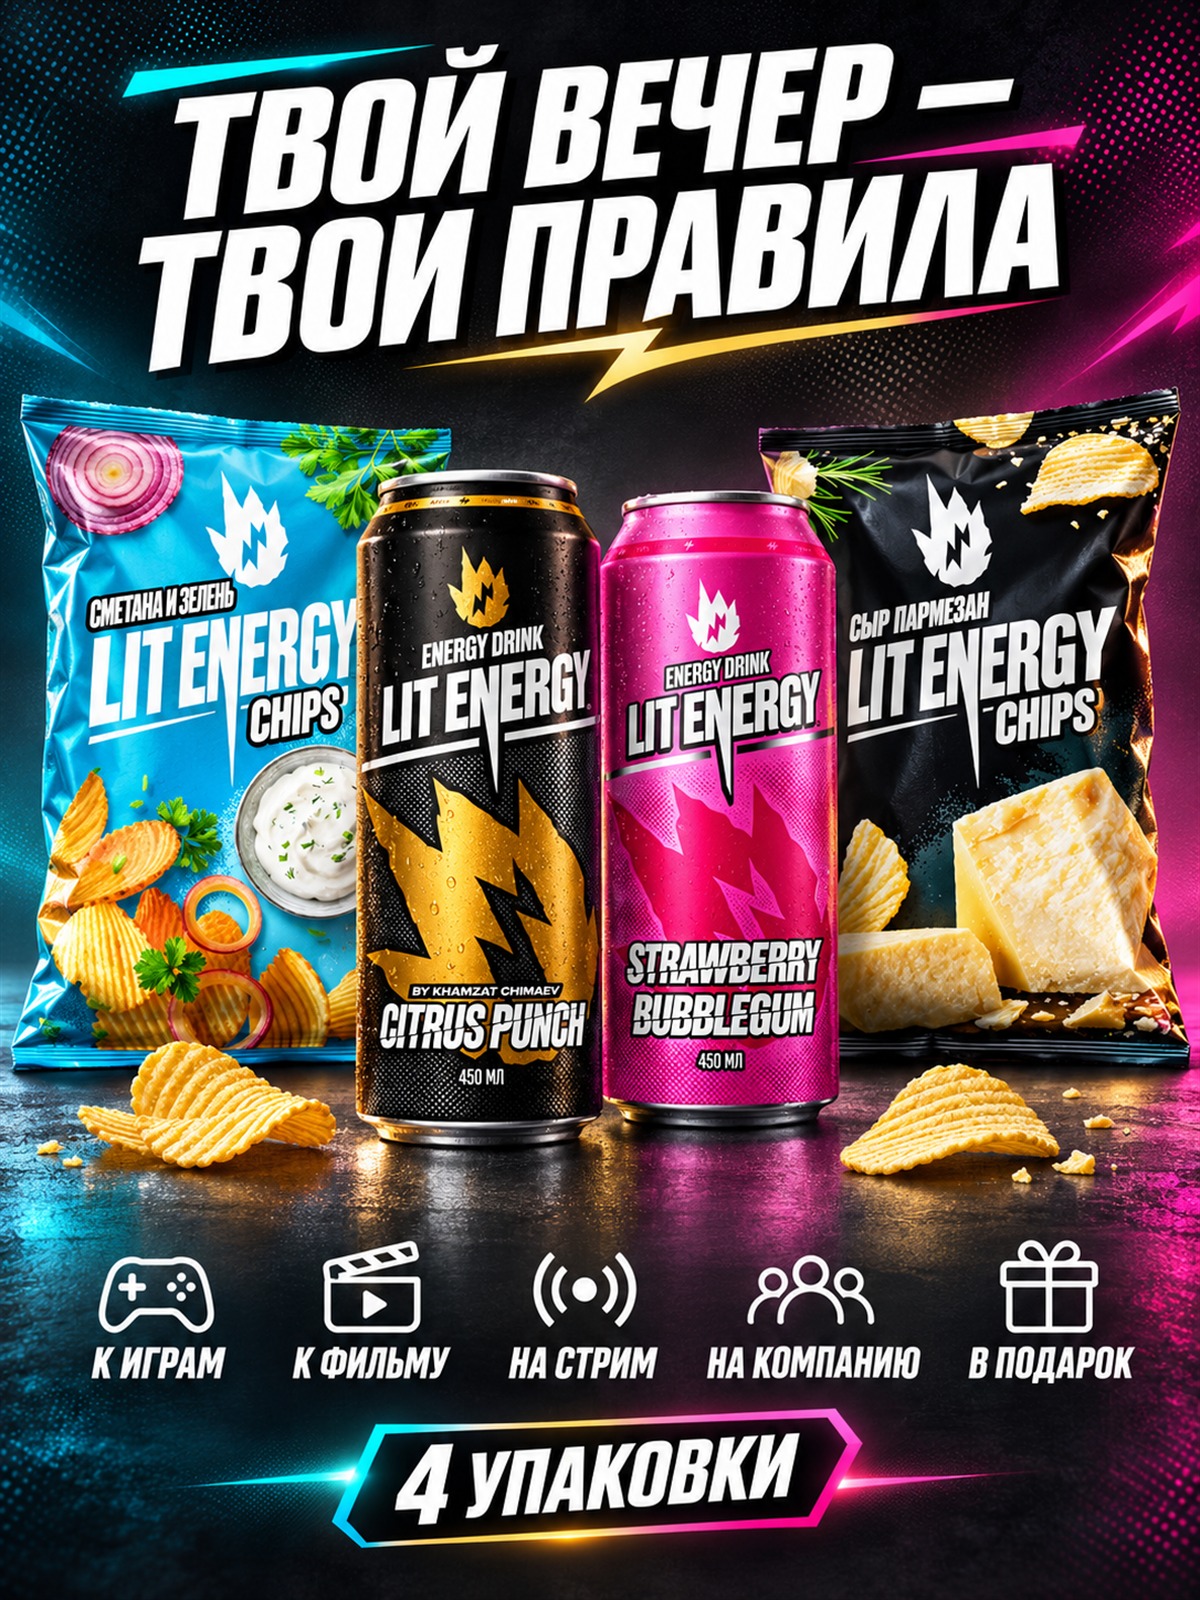 ТВОЙ ВЕЧЕР –
ТВОИ ПРАВИЛА
СМЕТАНА И ЗЕЛЕНЬ
LIT ENERGY
CHIPS
ENERGY DRINK
LIT ENERGY
BY KHAMZAT CHIMAEV
CITRUS PUNCH
450 МЛ
ENERGY DRINK
LIT ENERGY
STRAWBERRY
BUBBLEGUM
450 МЛ
СЫР ПАРМЕЗАН
LIT ENERGY
CHIPS
К ИГРАМ
К ФИЛЬМУ
НА СТРИМ
НА КОМПАНИЮ
В ПОДАРОК
4 УПАКОВКИ